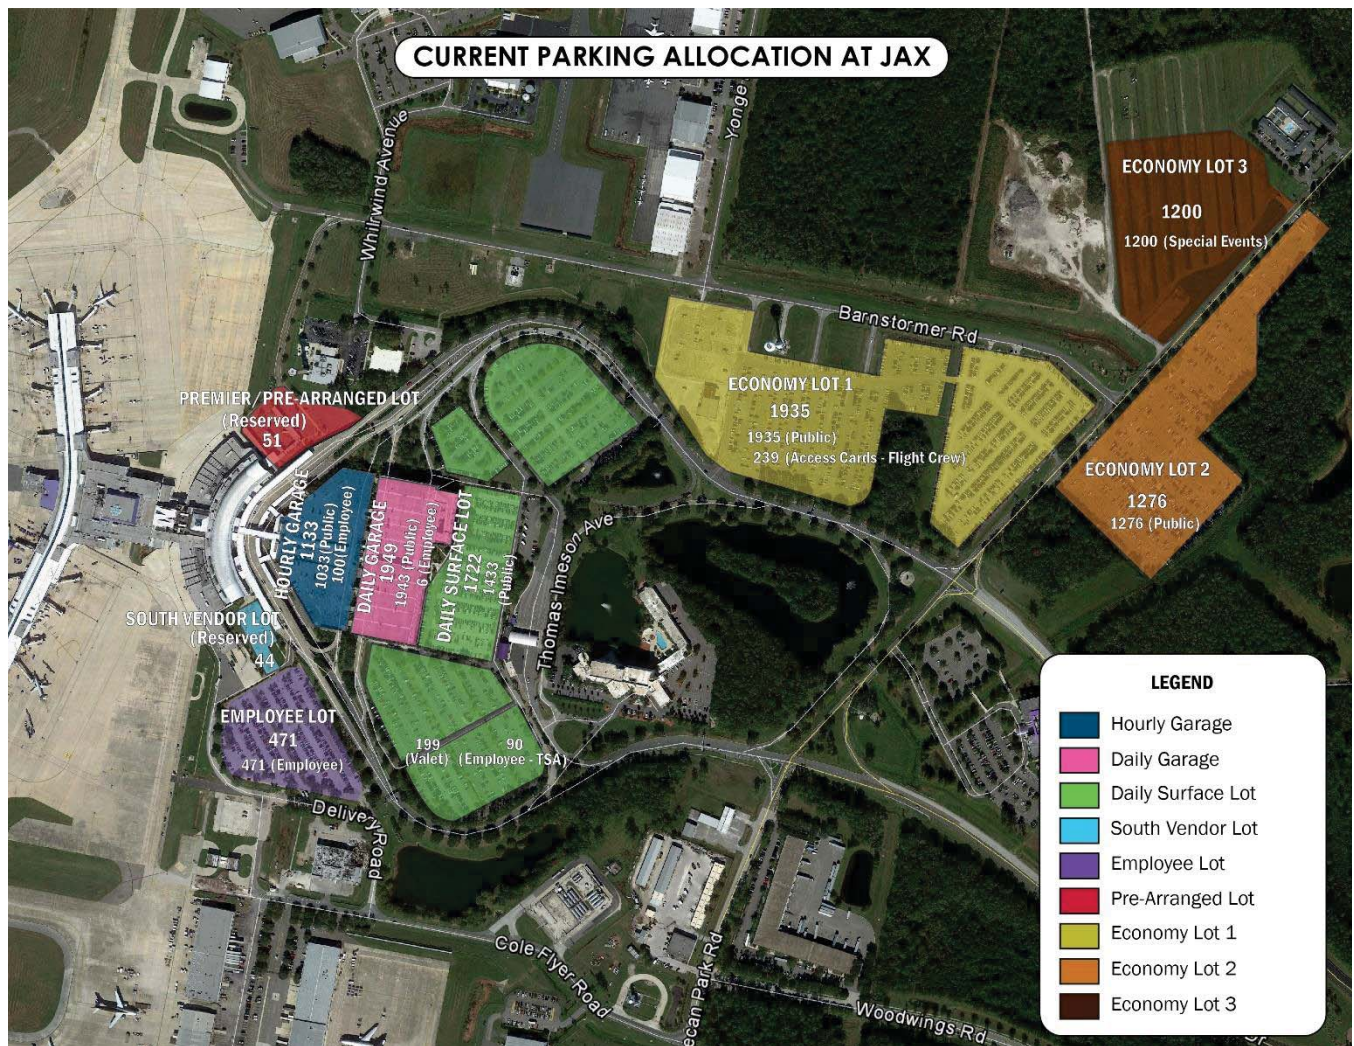 CURRENT PARKING ALLOCATION AT JAX
Whilrwind Avenue
Yonge
Barnstormer Rd
ECONOMY LOT 3
1200
1200 (Special Events)
ECONOMY LOT 1
1935
1935 (Public)
239 (Access Cards - Flight Crew)
ECONOMY LOT 2
1276
1276 (Public)
PREMIER/PRE-ARRANGED LOT
(Reserved)
51
HOURLY GARAGE
1133
1033(Public)
100(Employee)
DAILY GARAGE
1949
1943 (Public)
6 (Employee)
DAILY SURFACE LOT
1722
1433
(Public)
Thomas Imeson Ave
SOUTH VENDOR LOT
(Reserved)
44
EMPLOYEE LOT
471
471 (Employee)
199
(Valet)
90
(Employee - TSA)
Delivery Road
Cole Flyer Road
ecan Park Rd
Woodwings Rd
Dr
LEGEND
Hourly Garage
Daily Garage
Daily Surface Lot
South Vendor Lot
Employee Lot
Pre-Arranged Lot
Economy Lot 1
Economy Lot 2
Economy Lot 3